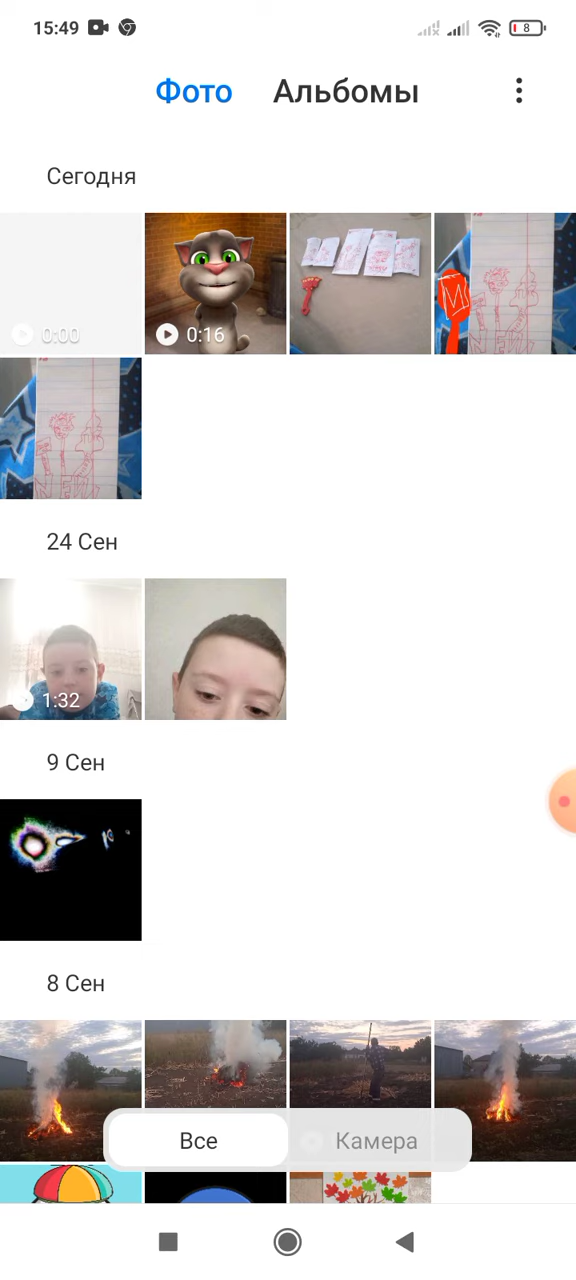 15:49 8
Фото Альбомы
Сегодня
0:00 0:16
24 Сен
1:32
9 Сен
8 Сен
Все Камера